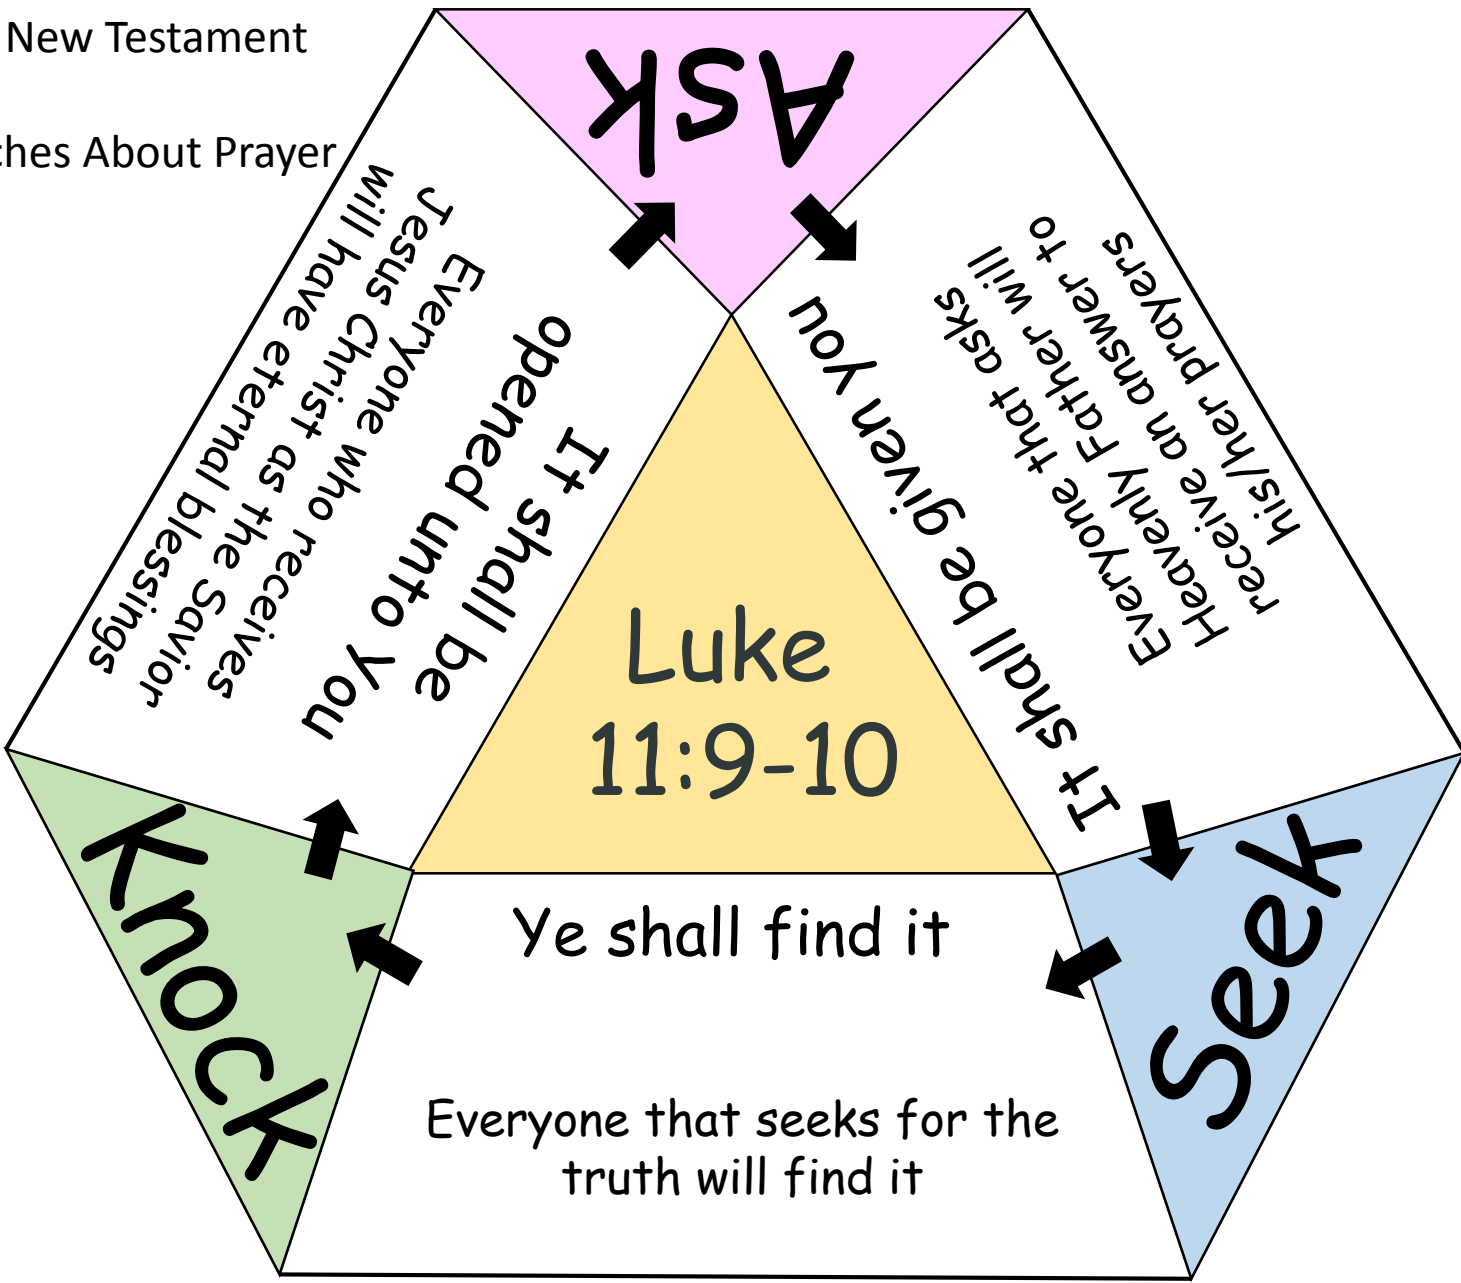 New Testament
ches About Prayer
Ask
It shall be given you
Everyone that asks
Heavenly Father will
receive an answer to
his/her prayers
Seek
Ye shall find it
Everyone that seeks for the
truth will find it
Knock
It shall be
opened unto you
Everyone who receives
Jesus Christ as the Savior
will have eternal blessings
Luke
11:9-10